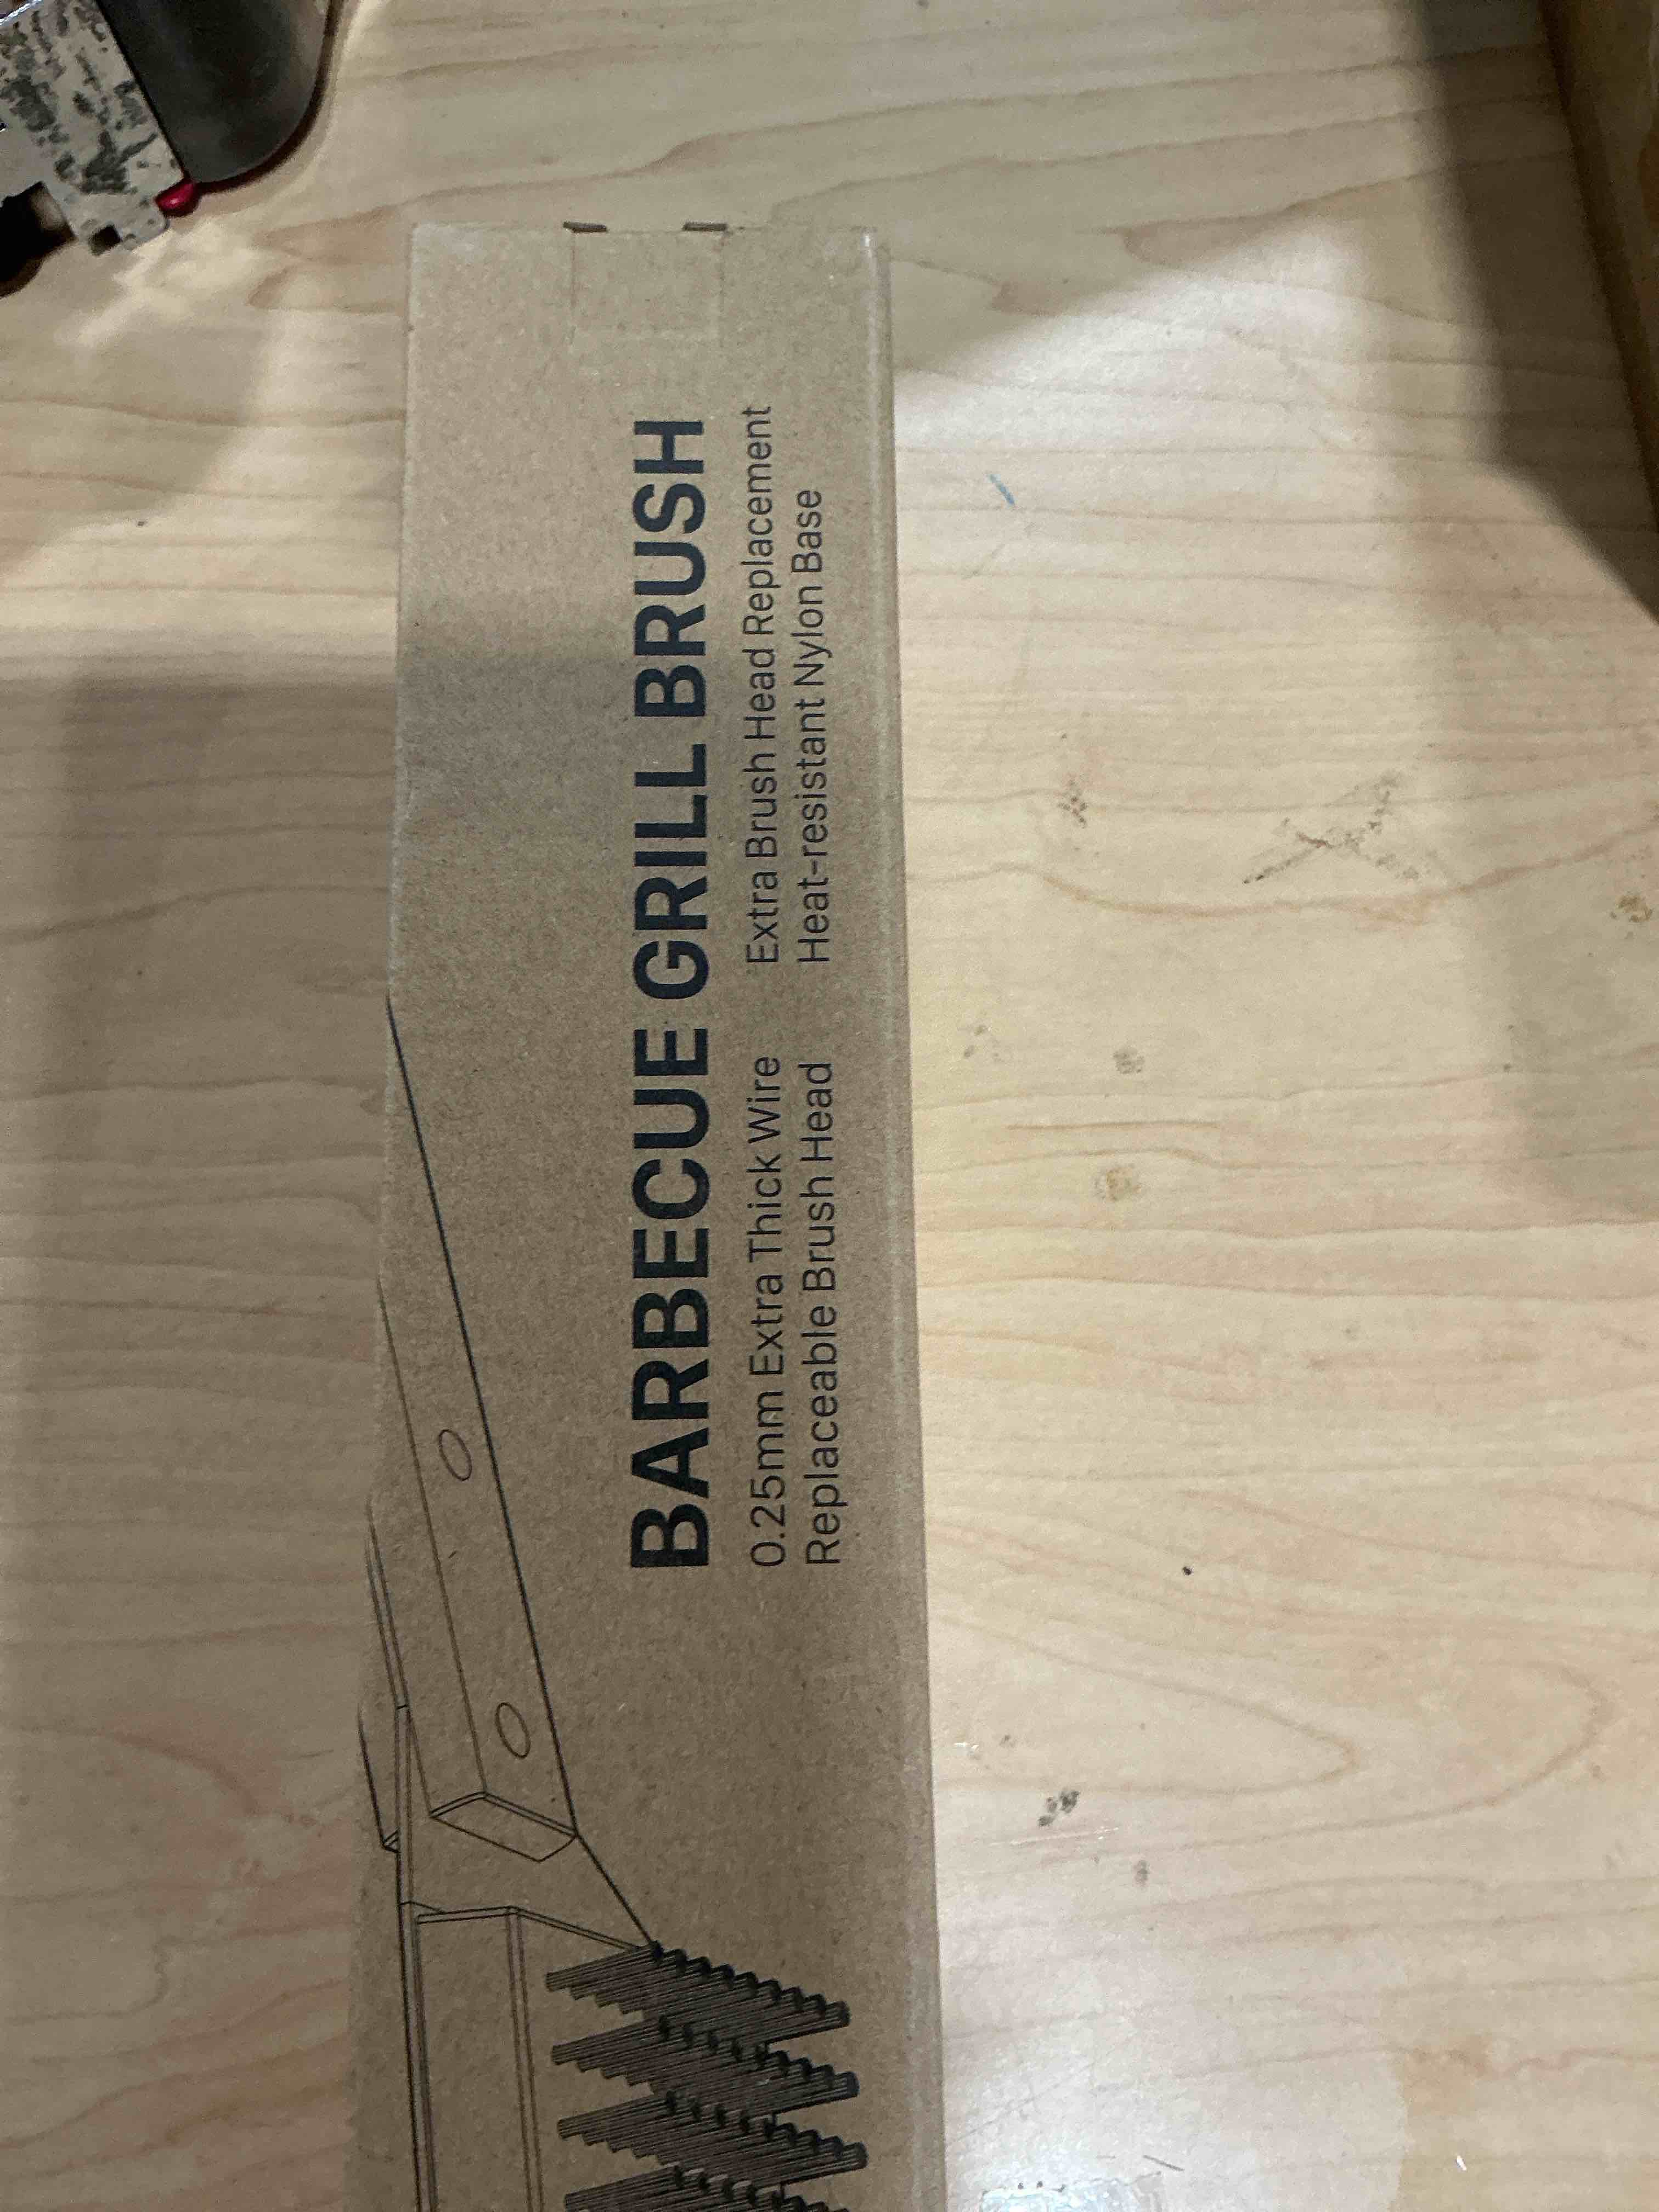 BARBECUE GRILL BRUSH
0.25mm Extra Thick Wire Extra Brush Head Replacement
Replaceable Brush Head Heat-resistant Nylon Base